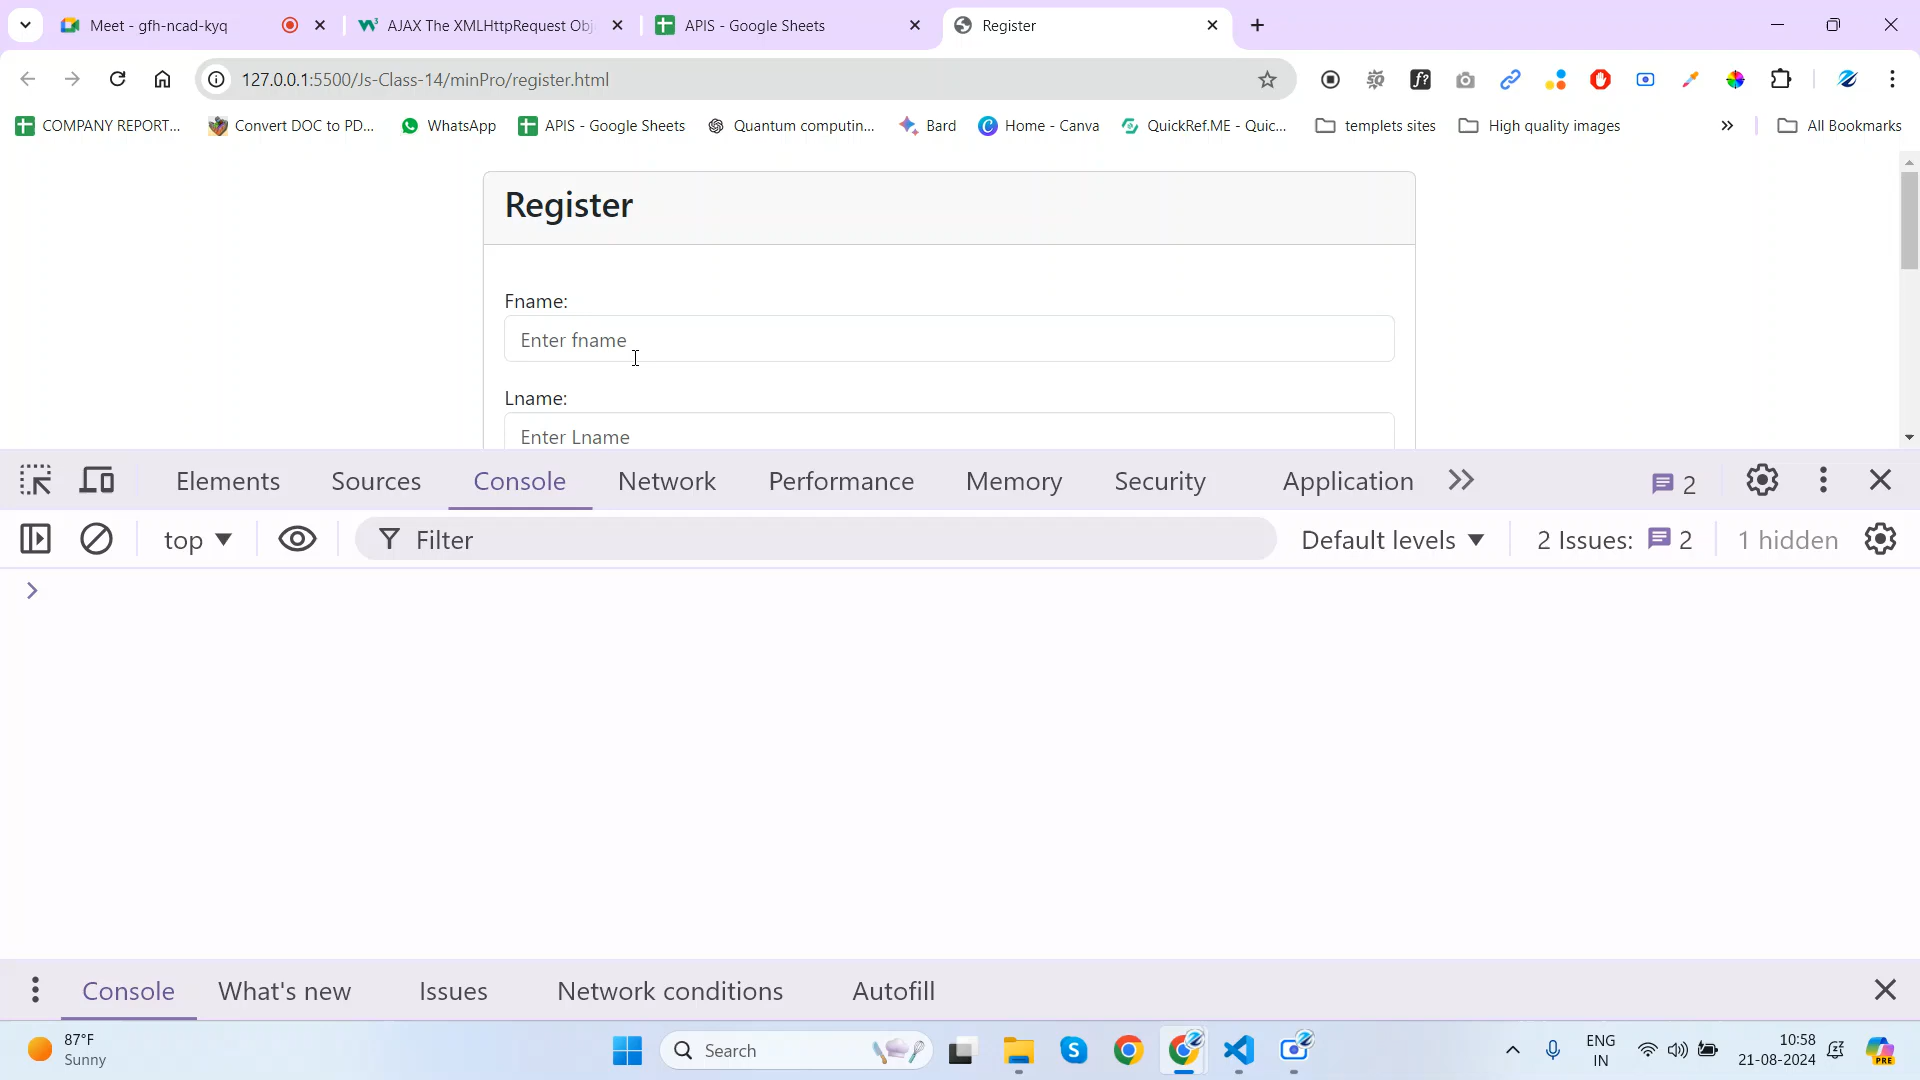 Meet - gfh-ncad-kyq
AJAX The XMLHttpRequest Obj
APIS - Google Sheets
Register
127.0.0.1:5500/Js-Class-14/minPro/register.html
COMPANY REPORT...
Convert DOC to PD...
WhatsApp
APIS - Google Sheets
Quantum computin...
Bard
Home - Canva
QuickRef.ME - Quic...
templets sites
High quality images
All Bookmarks
Register
Fname:
Enter fname
Lname:
Enter Lname
Elements
Sources
Console
Network
Performance
Memory
Security
Application
2
top
Filter
Default levels
2 Issues:
2
1 hidden
Console
What's new
Issues
Network conditions
Autofill
87°F
Sunny
Search
ENG
IN
10:58
21-08-2024
PRE